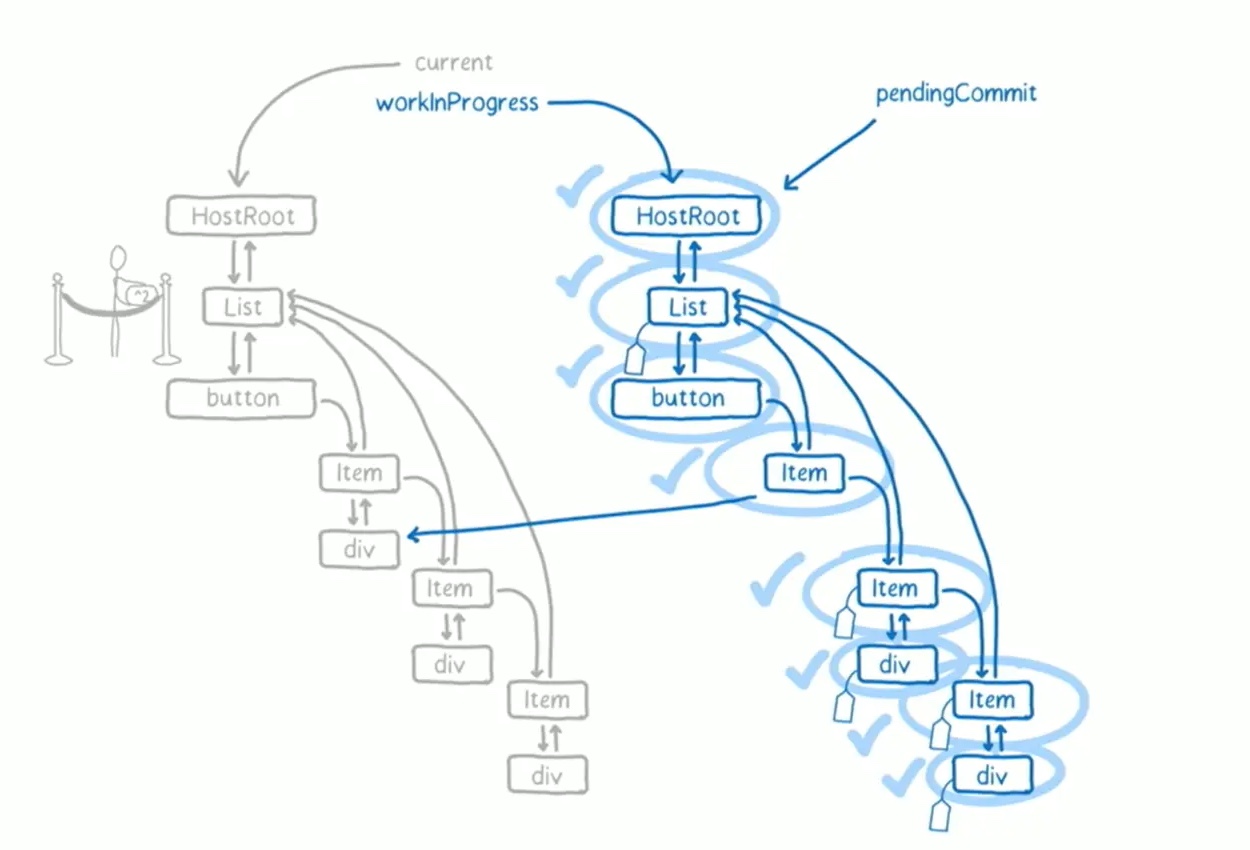 current
workInProgress
pendingCommit
HostRoot
HostRoot
List
List
^2
button
button
Item
Item
div
Item
Item
div
div
Item
Item
div
div